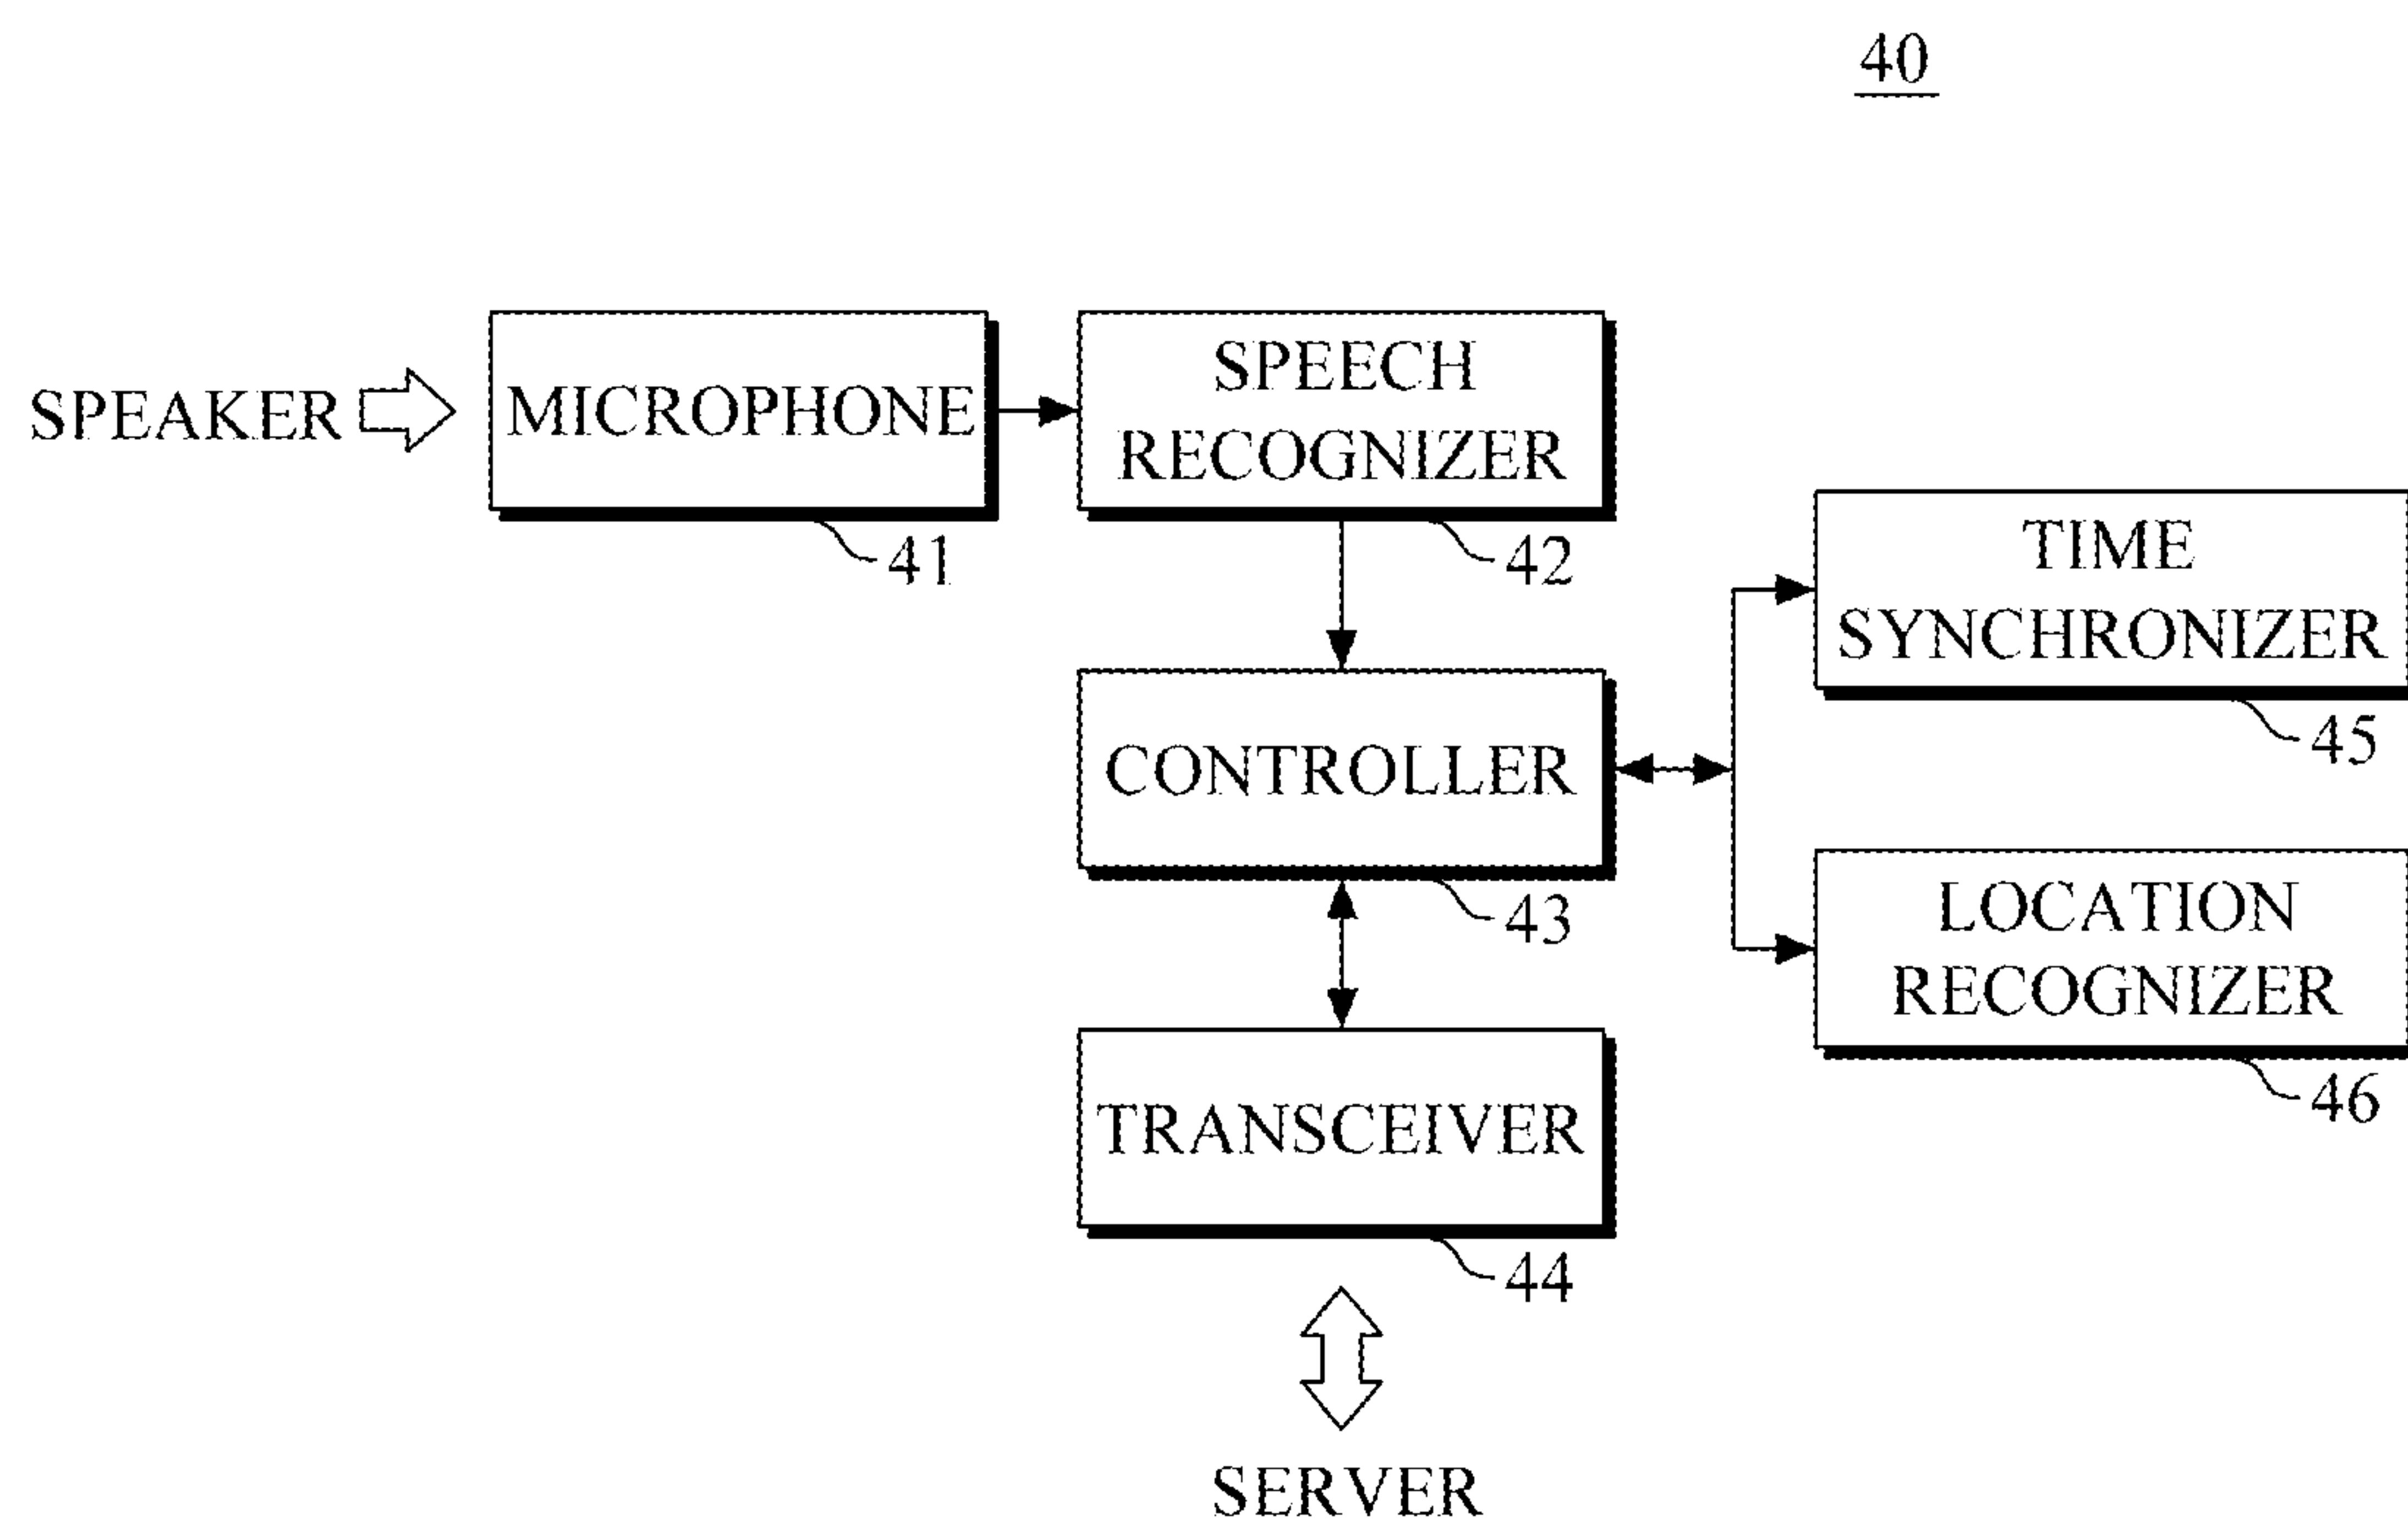 40
SPEAKER
MICROPHONE
41
SPEECH
RECOGNIZER
42
TIME
SYNCHRONIZER
45
CONTROLLER
43
LOCATION
RECOGNIZER
46
TRANSCEIVER
44
SERVER